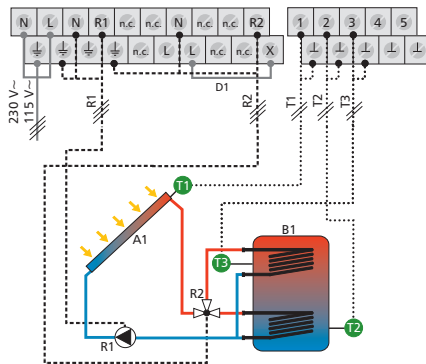 N L N R1 n.c. n.c. N n.c. n.c. R2 1 2 3 4 5
n.c. L L n.c. X
D1
230 V~
115 V~
R1
R2
T1
T2
T3
T1
A1
B1
T3
R2
T2
R1